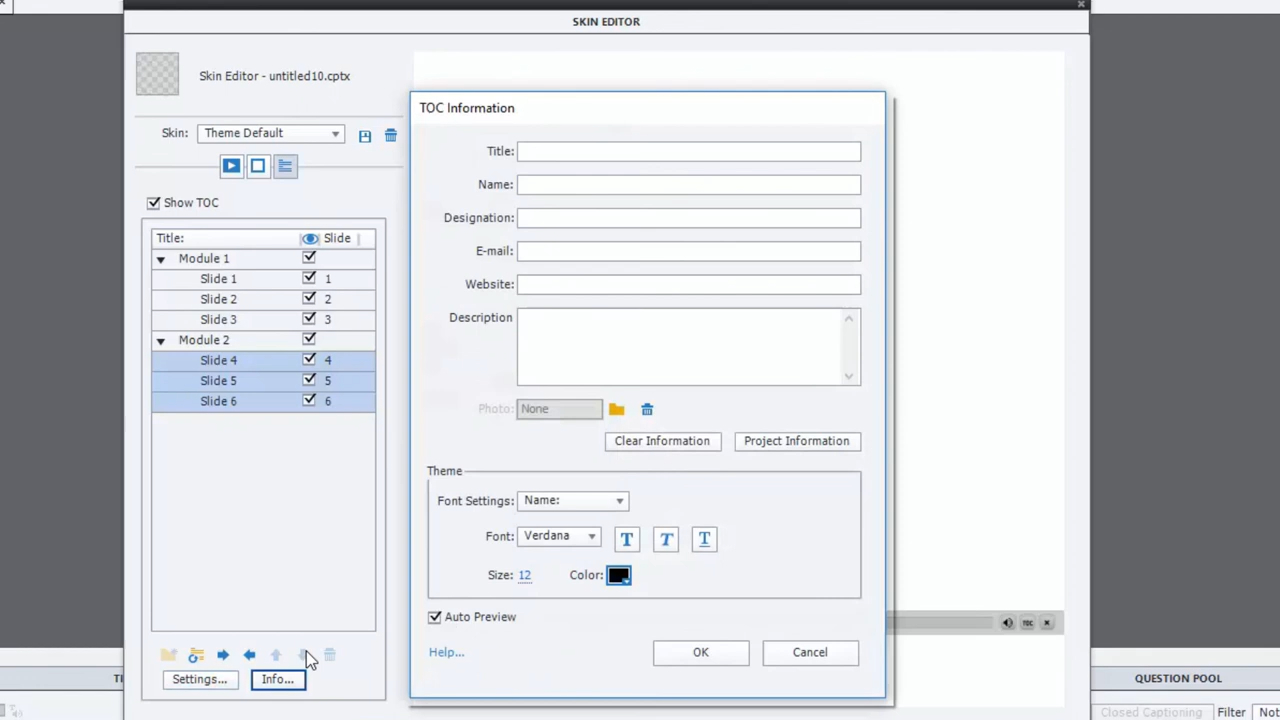 SKIN EDITOR
Skin Editor - untitled10.cptx
Skin: Theme Default
Show TOC
Title: Slide
Module 1
Slide 1 1
Slide 2 2
Slide 3 3
Module 2
Slide 4 4
Slide 5 5
Slide 6 6
Settings... Info...
TOC Information
Title:
Name:
Designation:
E-mail:
Website:
Description
Photo: None
Clear Information Project Information
Theme
Font Settings: Name:
Font: Verdana T T T
Size: 12 Color:
Auto Preview
Help... OK Cancel
TOC
TI
QUESTION POOL
Closed Captioning Filter Not